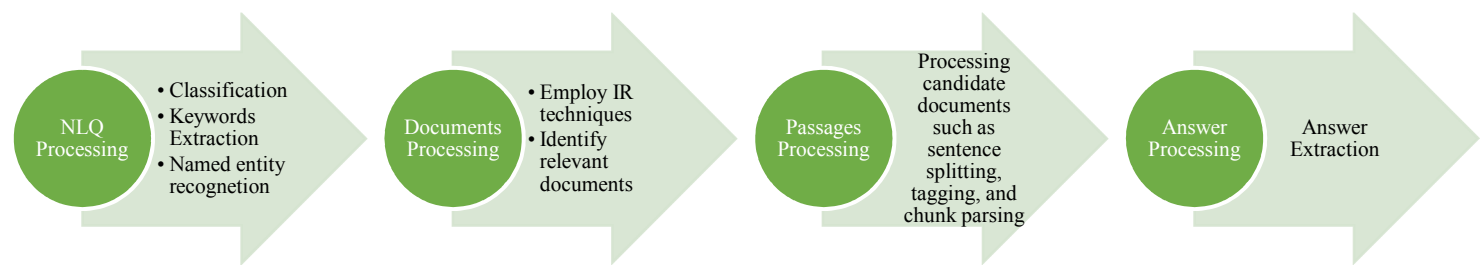 NLQ
Processing
• Classification
• Keywords
Extraction
• Named entity
recognetion
Documents
Processing
• Employ IR
techniques
• Identify
relevant
documents
Passages
Processing
Processing
candidate
documents
such as
sentence
splitting,
tagging, and
chunk parsing
Answer
Processing
Answer
Extraction